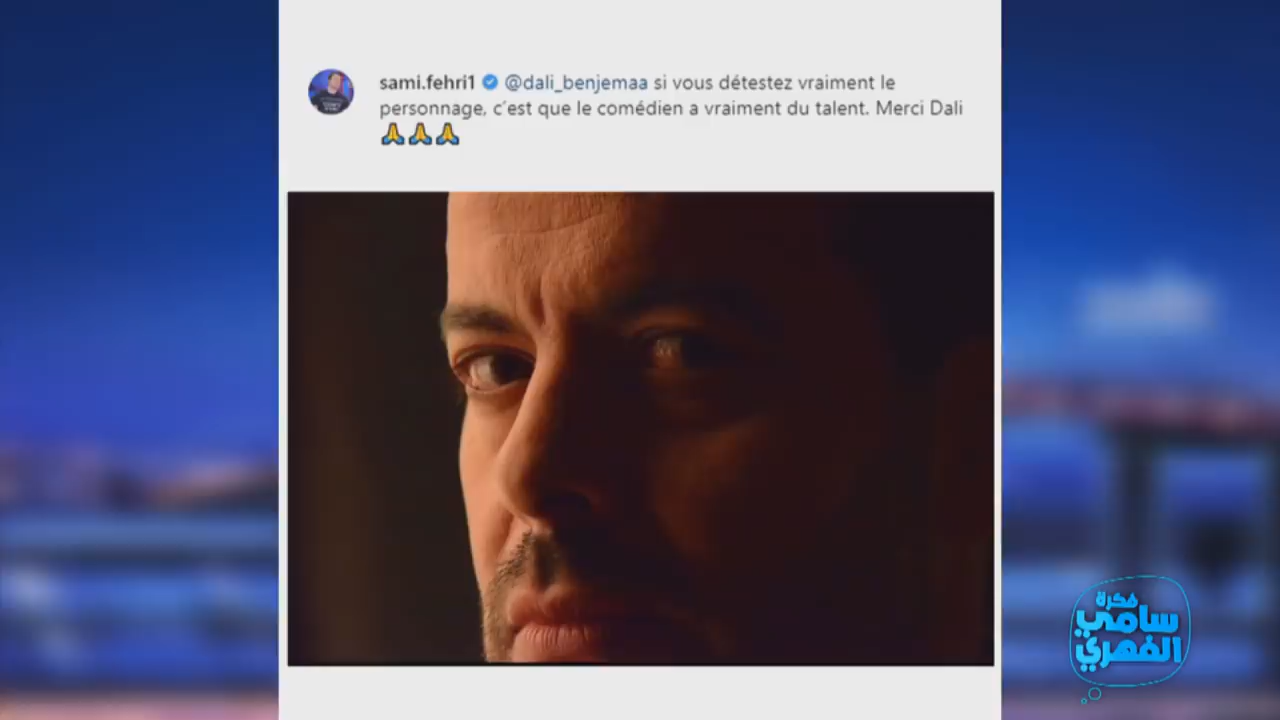 sami.fehri1 @dali_benjemaa si vous détestez vraiment le
personnage, c’est que le comédien a vraiment du talent. Merci Dali
🙏🙏🙏
فكرة
سامي
الفهري